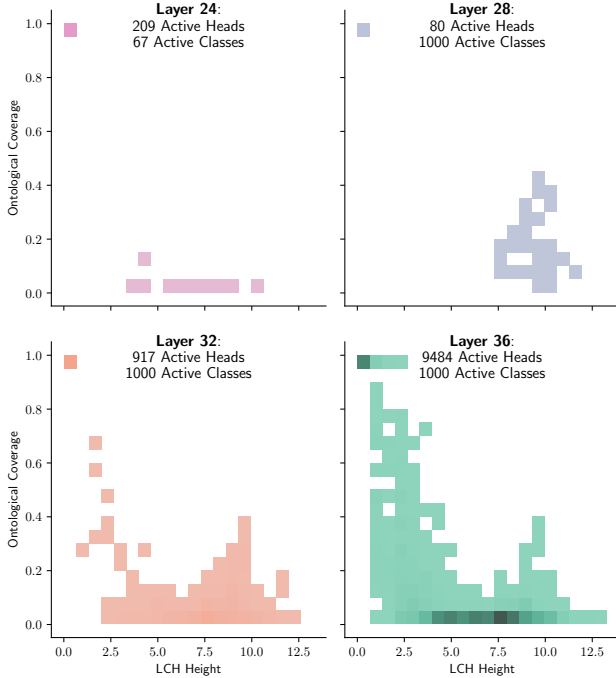 Layer 24:
209 Active Heads
67 Active Classes
Layer 28:
80 Active Heads
1000 Active Classes
1.0
0.8
0.6
0.4
0.2
0.0
Ontological Coverage
Layer 32:
917 Active Heads
1000 Active Classes
Layer 36:
9484 Active Heads
1000 Active Classes
1.0
0.8
0.6
0.4
0.2
0.0
Ontological Coverage
0.0 2.5 5.0 7.5 10.0 12.5
LCH Height
0.0 2.5 5.0 7.5 10.0 12.5
LCH Height